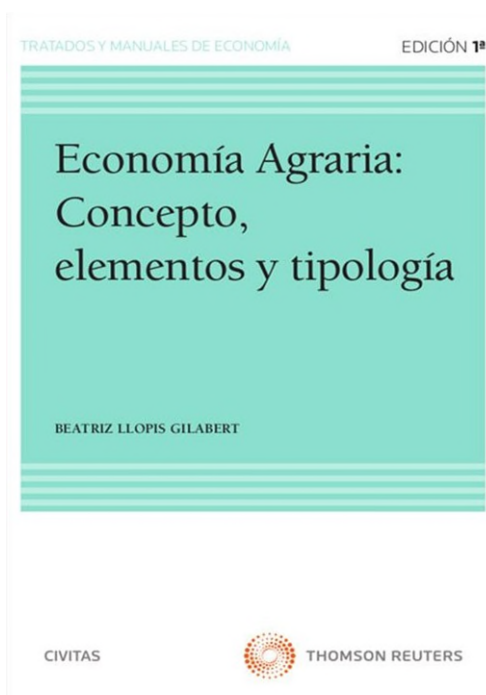 TRATADOS Y MANUALES DE ECONOMÍA
EDICIÓN 1ª
Economía Agraria:
Concepto,
elementos y tipología
BEATRIZ LLOPIS GILABERT
CIVITAS
THOMSON REUTERS